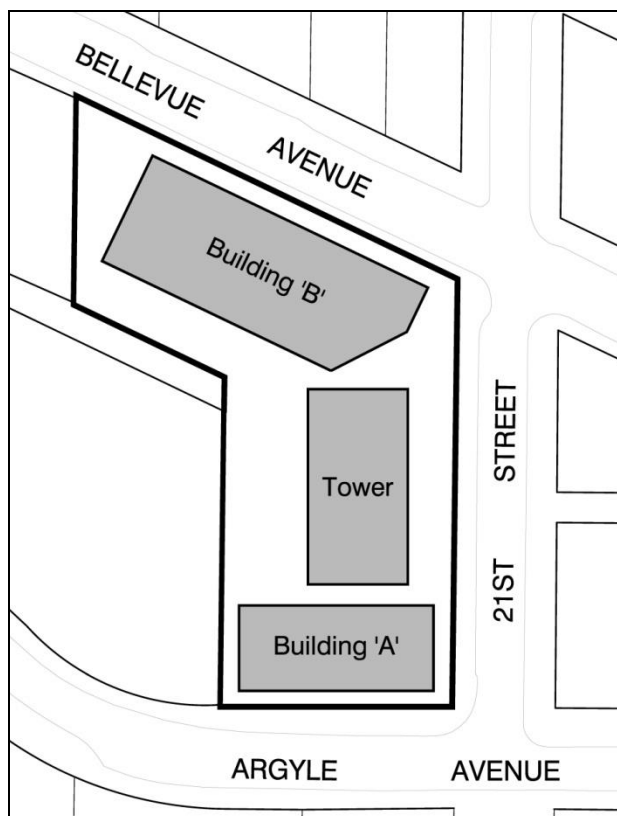 BELLEVUE AVENUE
Building 'B'
STREET
Tower
21ST
Building 'A'
ARGYLE AVENUE